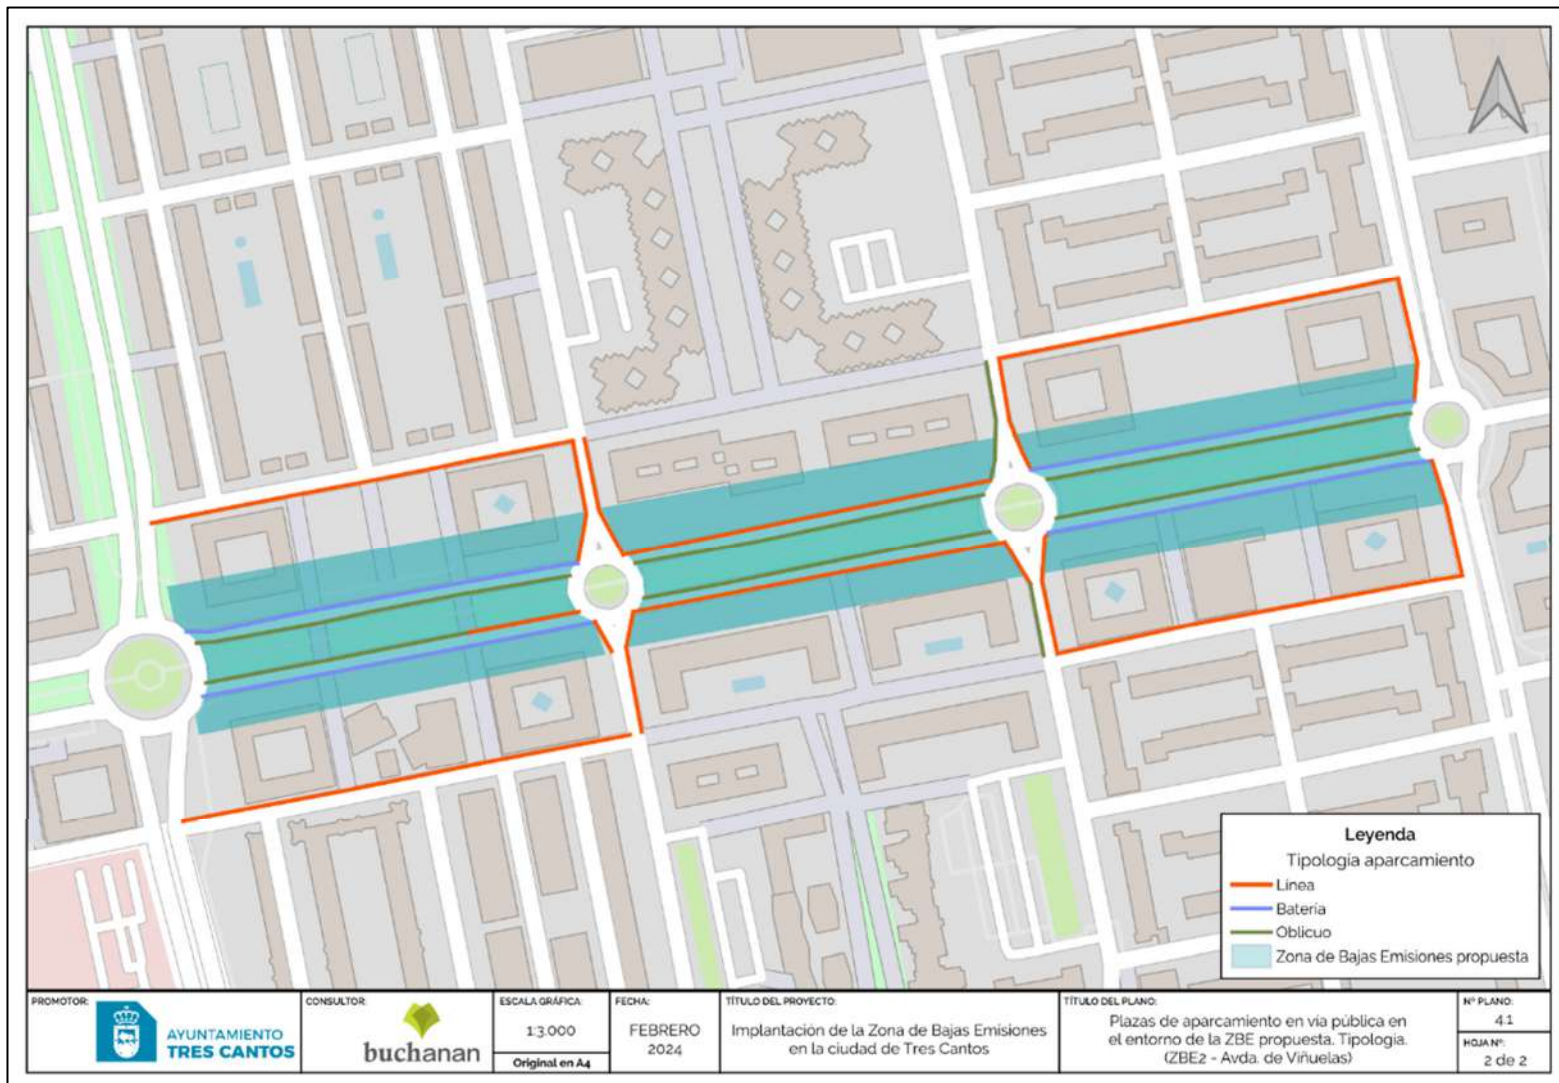 Leyenda
Tipología aparcamiento
Línea
Batería
Oblicuo
Zona de Bajas Emisiones propuesta
PROMOTOR:
AYUNTAMIENTO
TRES CANTOS
CONSULTOR:
buchanan
ESCALA GRÁFICA:
1:3.000
Original en A4
FECHA:
FEBRERO
2024
TÍTULO DEL PROYECTO:
Implantación de la Zona de Bajas Emisiones
en la ciudad de Tres Cantos
TÍTULO DEL PLANO:
Plazas de aparcamiento en vía pública en
el entorno de la ZBE propuesta. Tipología.
(ZBE2 - Avda. de Viñuelas)
Nº PLANO:
4.1
HOJA Nº:
2 de 2